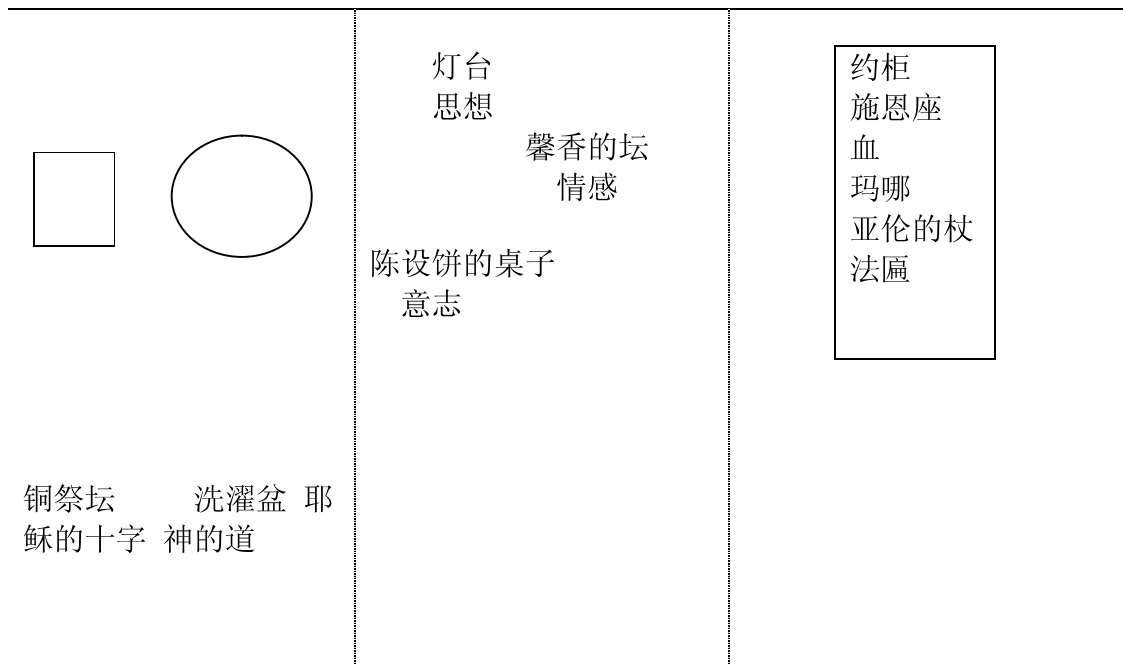 灯台
思想
馨香的坛
情感
陈设饼的桌子
意志
约柜
施恩座
血
玛哪
亚伦的杖
法匾
铜祭坛 洗濯盆 耶
稣的十字 神的道